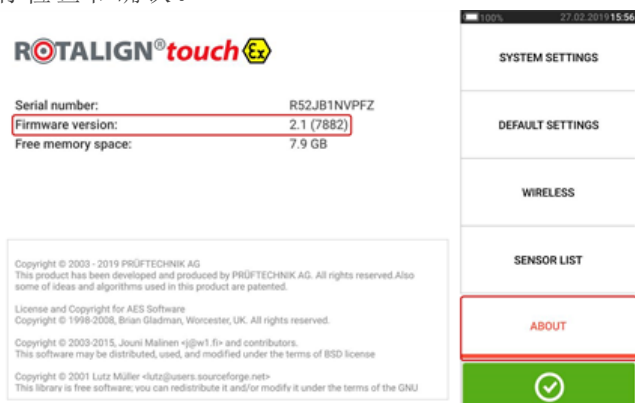 ROTALIGN®touch Ex
Serial number: R52JB1NVPFZ
Firmware version: 2.1 (7882)
Free memory space: 7.9 GB
Copyright © 2003 - 2019 PRÜFTECHNIK AG
This product has been developed and produced by PRÜFTECHNIK AG. All rights reserved.Also
some of ideas and algorithms used in this product are patented.
License and Copyright for AES Software
Copyright © 1998-2008, Brian Gladman, Worcester, UK. All rights reserved.
Copyright © 2003-2015, Jouni Malinen <j@w1.fi> and contributors.
This software may be distributed, used, and modified under the terms of BSD license
Copyright © 2001 Lutz Müller <lutz@users.sourceforge.net>
This library is free software; you can redistribute it and/or modify it under the terms of the GNU
100% 27.02.2019 15:56
SYSTEM SETTINGS
DEFAULT SETTINGS
WIRELESS
SENSOR LIST
ABOUT